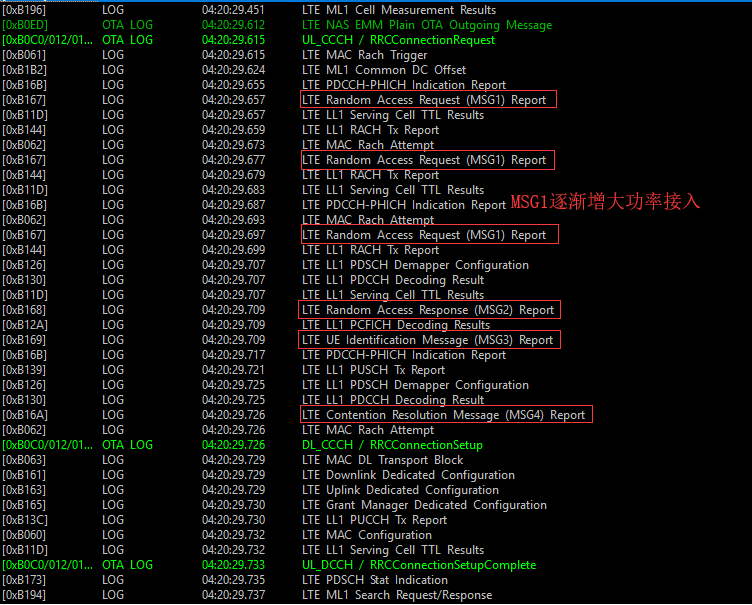 [0xB196] LOG 04:20:29.451 LTE ML1 Cell Measurement Results
[0xB0ED] OTA LOG 04:20:29.612 LTE NAS EMM Plain OTA Outgoing Message
[0xB0C0/012/01... OTA LOG 04:20:29.615 UL_CCCH / RRCConnectionRequest
[0xB061] LOG 04:20:29.615 LTE MAC Rach Trigger
[0xB1B2] LOG 04:20:29.624 LTE ML1 Common DC Offset
[0xB16B] LOG 04:20:29.655 LTE PDCCH-PHICH Indication Report
[0xB167] LOG 04:20:29.657 LTE Random Access Request (MSG1) Report
[0xB11D] LOG 04:20:29.657 LTE LL1 Serving Cell TTL Results
[0xB144] LOG 04:20:29.659 LTE LL1 RACH Tx Report
[0xB062] LOG 04:20:29.673 LTE MAC Rach Attempt
[0xB167] LOG 04:20:29.677 LTE Random Access Request (MSG1) Report
[0xB144] LOG 04:20:29.679 LTE LL1 RACH Tx Report
[0xB11D] LOG 04:20:29.683 LTE LL1 Serving Cell TTL Results
[0xB16B] LOG 04:20:29.687 LTE PDCCH-PHICH Indication Report MSG1逐渐增大功率接入
[0xB062] LOG 04:20:29.693 LTE MAC Rach Attempt
[0xB167] LOG 04:20:29.697 LTE Random Access Request (MSG1) Report
[0xB144] LOG 04:20:29.699 LTE LL1 RACH Tx Report
[0xB126] LOG 04:20:29.707 LTE LL1 PDSCH Demapper Configuration
[0xB130] LOG 04:20:29.707 LTE LL1 PDCCH Decoding Result
[0xB11D] LOG 04:20:29.707 LTE LL1 Serving Cell TTL Results
[0xB168] LOG 04:20:29.709 LTE Random Access Response (MSG2) Report
[0xB12A] LOG 04:20:29.709 LTE LL1 PCFICH Decoding Results
[0xB169] LOG 04:20:29.709 LTE UE Identification Message (MSG3) Report
[0xB16B] LOG 04:20:29.717 LTE PDCCH-PHICH Indication Report
[0xB139] LOG 04:20:29.721 LTE LL1 PUSCH Tx Report
[0xB126] LOG 04:20:29.725 LTE LL1 PDSCH Demapper Configuration
[0xB130] LOG 04:20:29.725 LTE LL1 PDCCH Decoding Result
[0xB16A] LOG 04:20:29.726 LTE Contention Resolution Message (MSG4) Report
[0xB062] LOG 04:20:29.726 LTE MAC Rach Attempt
[0xB0C0/012/01... OTA LOG 04:20:29.726 DL_CCCH / RRCConnectionSetup
[0xB063] LOG 04:20:29.729 LTE MAC DL Transport Block
[0xB161] LOG 04:20:29.729 LTE Downlink Dedicated Configuration
[0xB163] LOG 04:20:29.729 LTE Uplink Dedicated Configuration
[0xB165] LOG 04:20:29.730 LTE Grant Manager Dedicated Configuration
[0xB13C] LOG 04:20:29.730 LTE LL1 PUCCH Tx Report
[0xB060] LOG 04:20:29.732 LTE MAC Configuration
[0xB11D] LOG 04:20:29.732 LTE LL1 Serving Cell TTL Results
[0xB0C0/012/01... OTA LOG 04:20:29.733 UL_DCCH / RRCConnectionSetupComplete
[0xB173] LOG 04:20:29.735 LTE PDSCH Stat Indication
[0xB194] LOG 04:20:29.737 LTE ML1 Search Request/Response